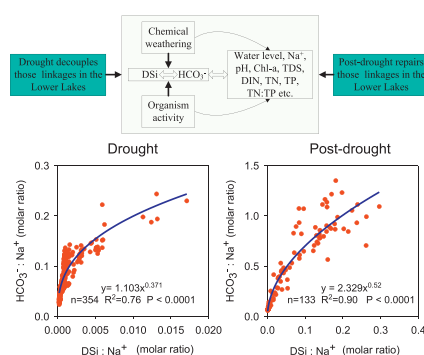 Chemical
weathering
Drought decouples
those linkages in the
Lower Lakes
DSi HCO₃⁻
Water level, Na⁺,
pH, Chl-a, TDS,
DIN, TN, TP,
TN:TP etc.
Post-drought repairs
those linkages in the
Lower Lakes
Organism
activity
Drought
HCO₃⁻ : Na⁺ (molar ratio)
0.3
0.2
0.1
0.0
y= 1.103x^0.371
n=354 R²=0.76 P < 0.0001
0.000 0.005 0.010 0.015 0.020
DSi : Na⁺ (molar ratio)
Post-drought
HCO₃⁻ : Na⁺ (molar ratio)
1.5
1.0
0.5
0.0
y = 2.329x^0.52
n=133 R²=0.90 P < 0.0001
0.0 0.1 0.2 0.3 0.4
DSi : Na⁺ (molar ratio)